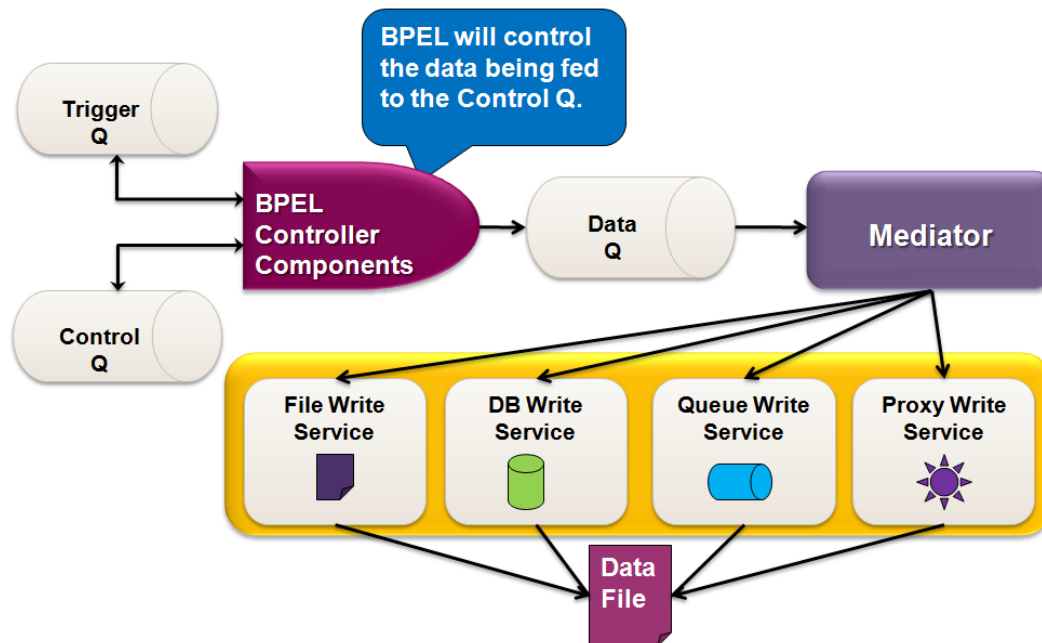 BPEL will control
the data being fed
to the Control Q.
Trigger
Q
BPEL
Controller
Components
Data
Q
Mediator
Control
Q
File Write
Service
DB Write
Service
Queue Write
Service
Proxy Write
Service
Data
File